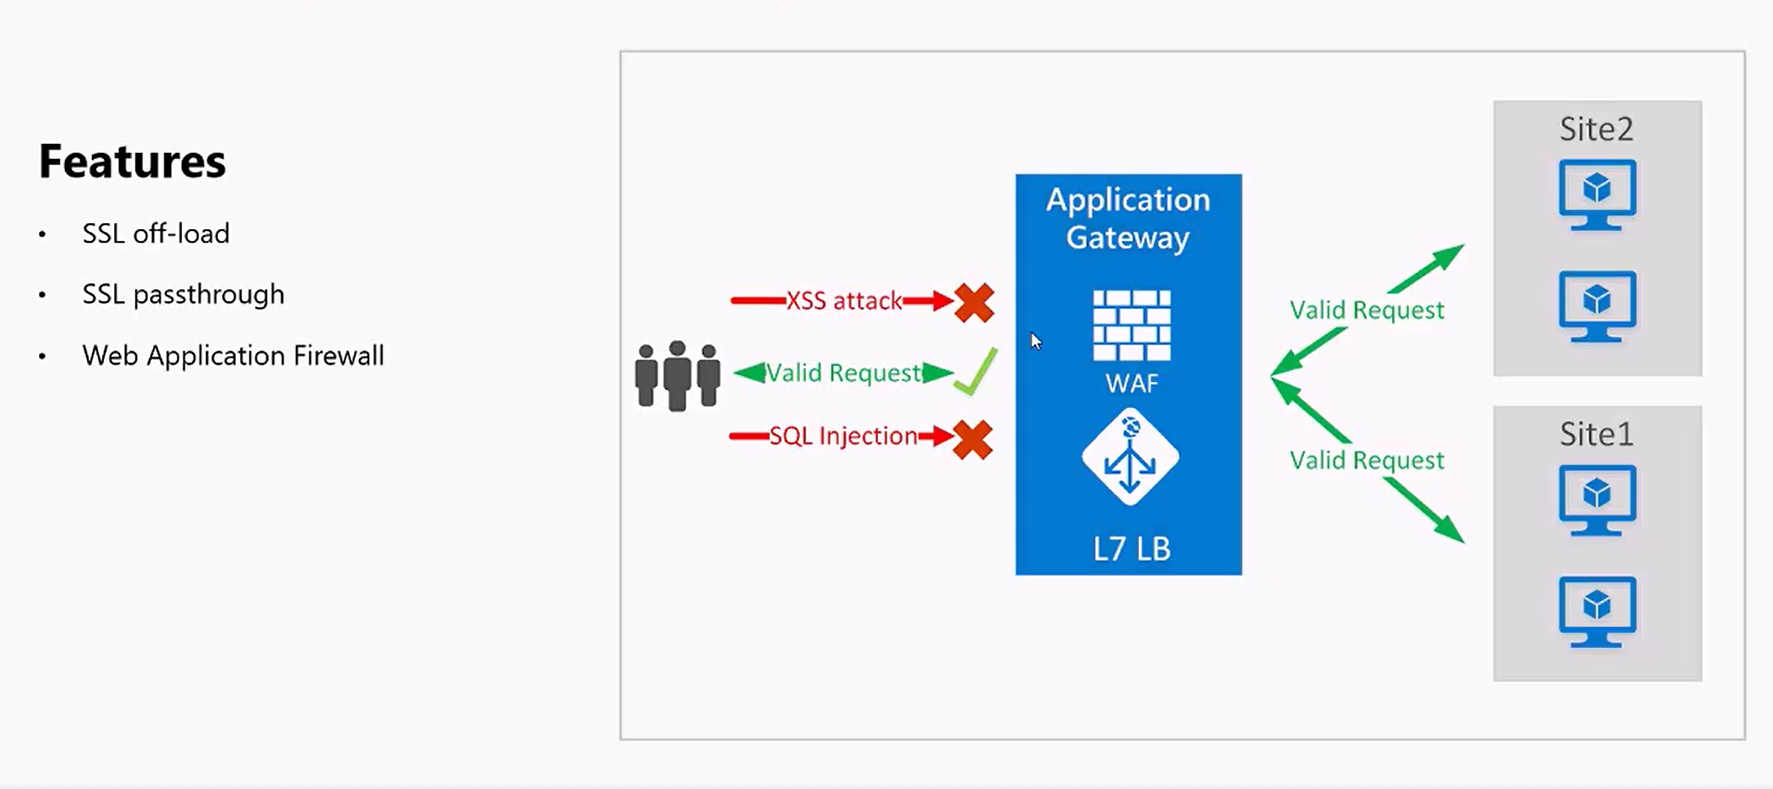 Features
• SSL off-load
• SSL passthrough
• Web Application Firewall
XSS attack
Valid Request
SQL Injection
Application
Gateway
WAF
L7 LB
Valid Request
Valid Request
Site2
Site1